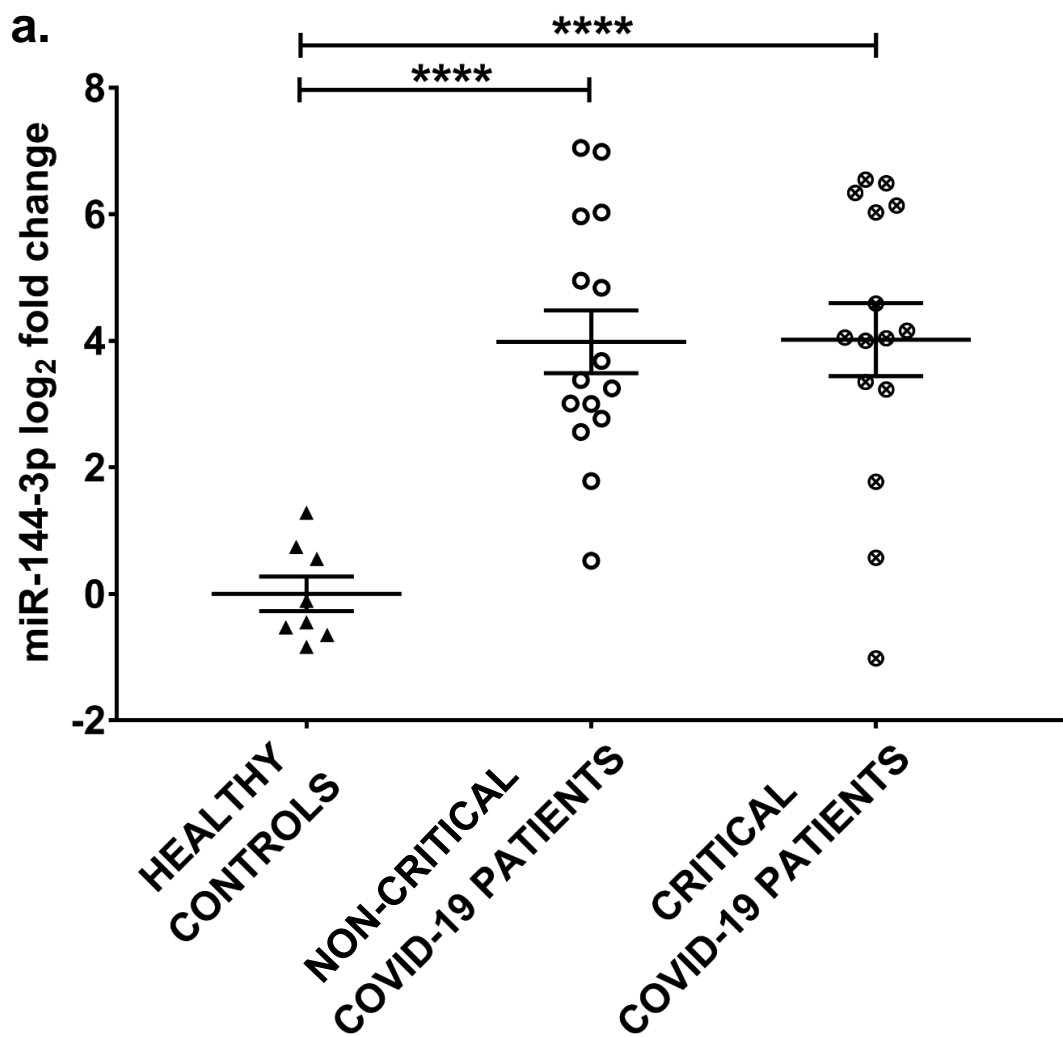 a.
****
****
8
6
4
2
0
-2
miR-144-3p log₂ fold change
HEALTHY
CONTROLS
NON-CRITICAL
COVID-19 PATIENTS
CRITICAL
COVID-19 PATIENTS